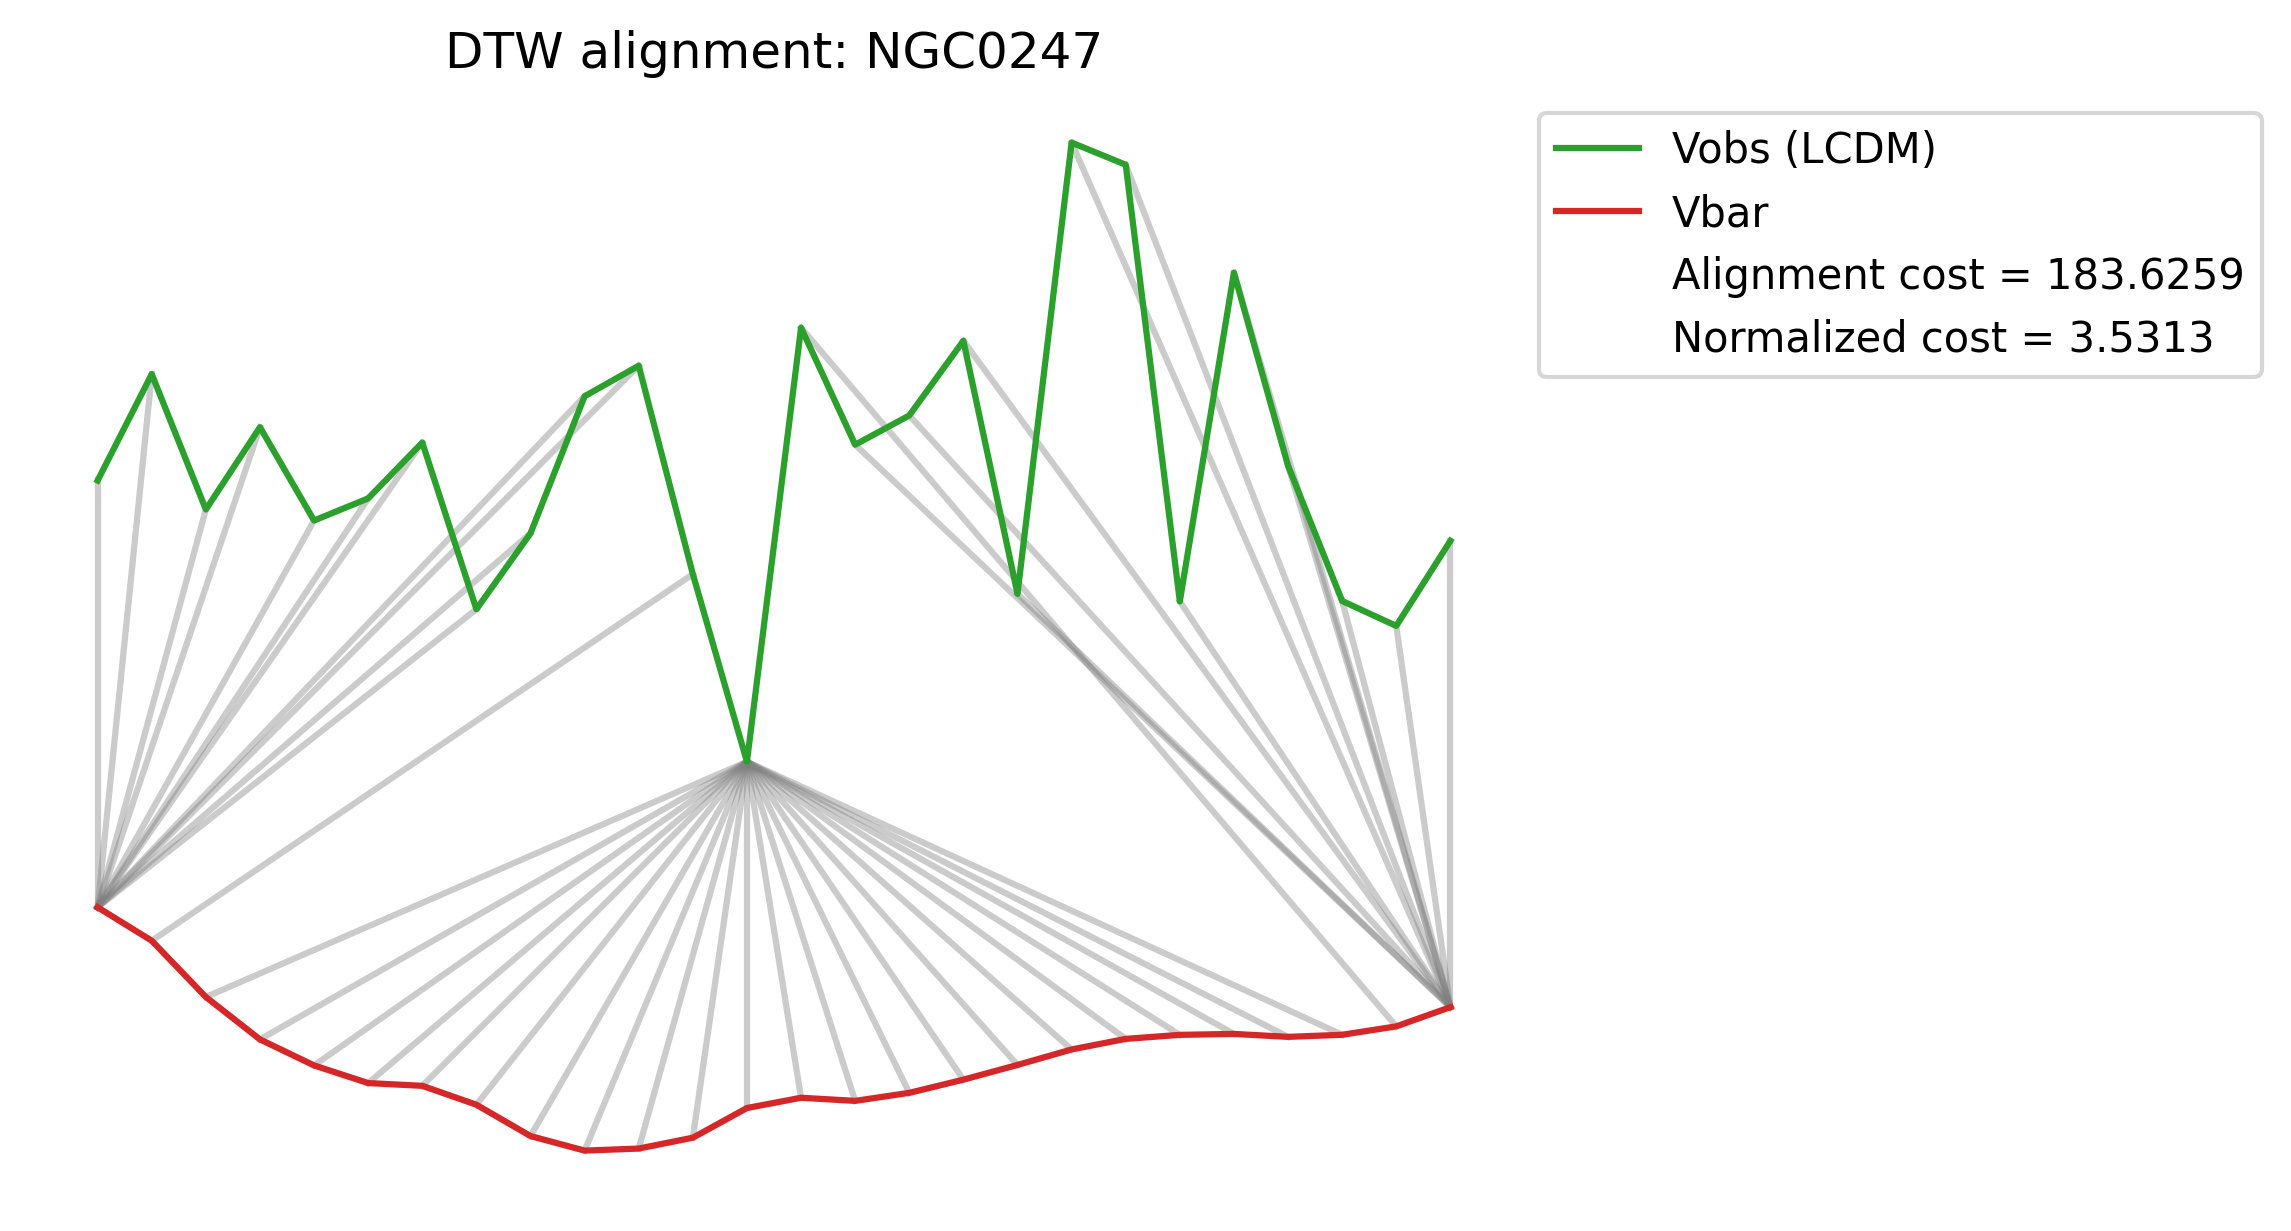 DTW alignment: NGC0247
Vobs (LCDM)
Vbar
Alignment cost = 183.6259
Normalized cost = 3.5313